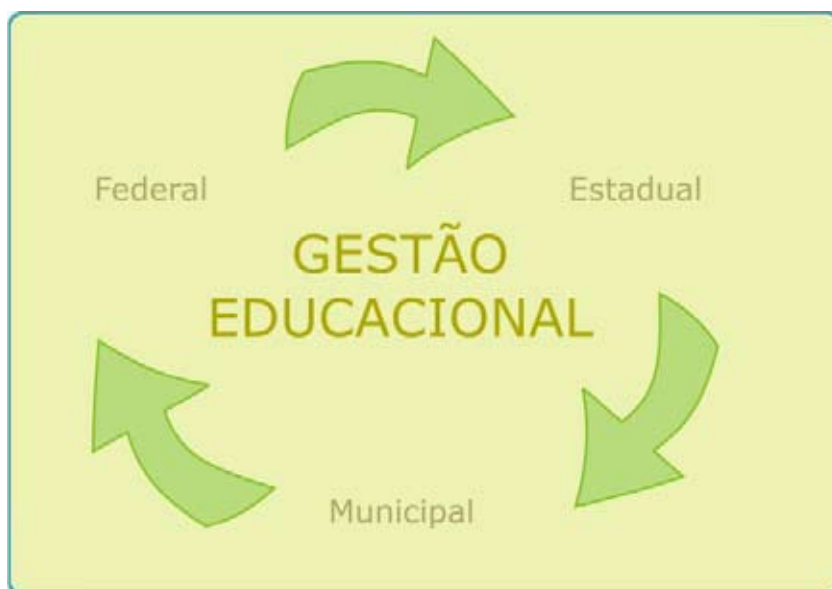 Federal
Estadual
GESTÃO
EDUCACIONAL
Municipal